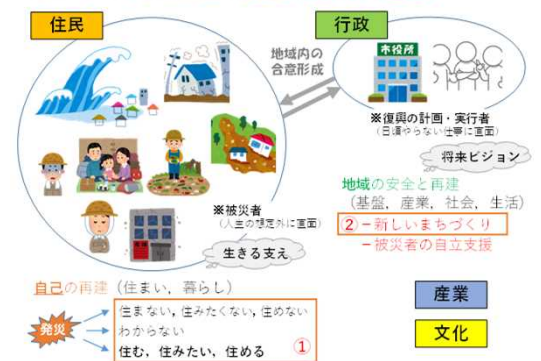 住民
行政
地域内の
合意形成
市役所
※復興の計画・実行者
(日頃やらない仕事に直面)
将来ビジョン
地域の安全と再建
(基盤, 産業, 社会, 生活)
②－新しいまちづくり
－被災者の自立支援
※被災者
(人生の想定外に直面)
生きる支え
自己の再建 (住まい, 暮らし)
発災
住まない, 住みたくない, 住めない
わからない
住む, 住みたい, 住める ①
産業
文化